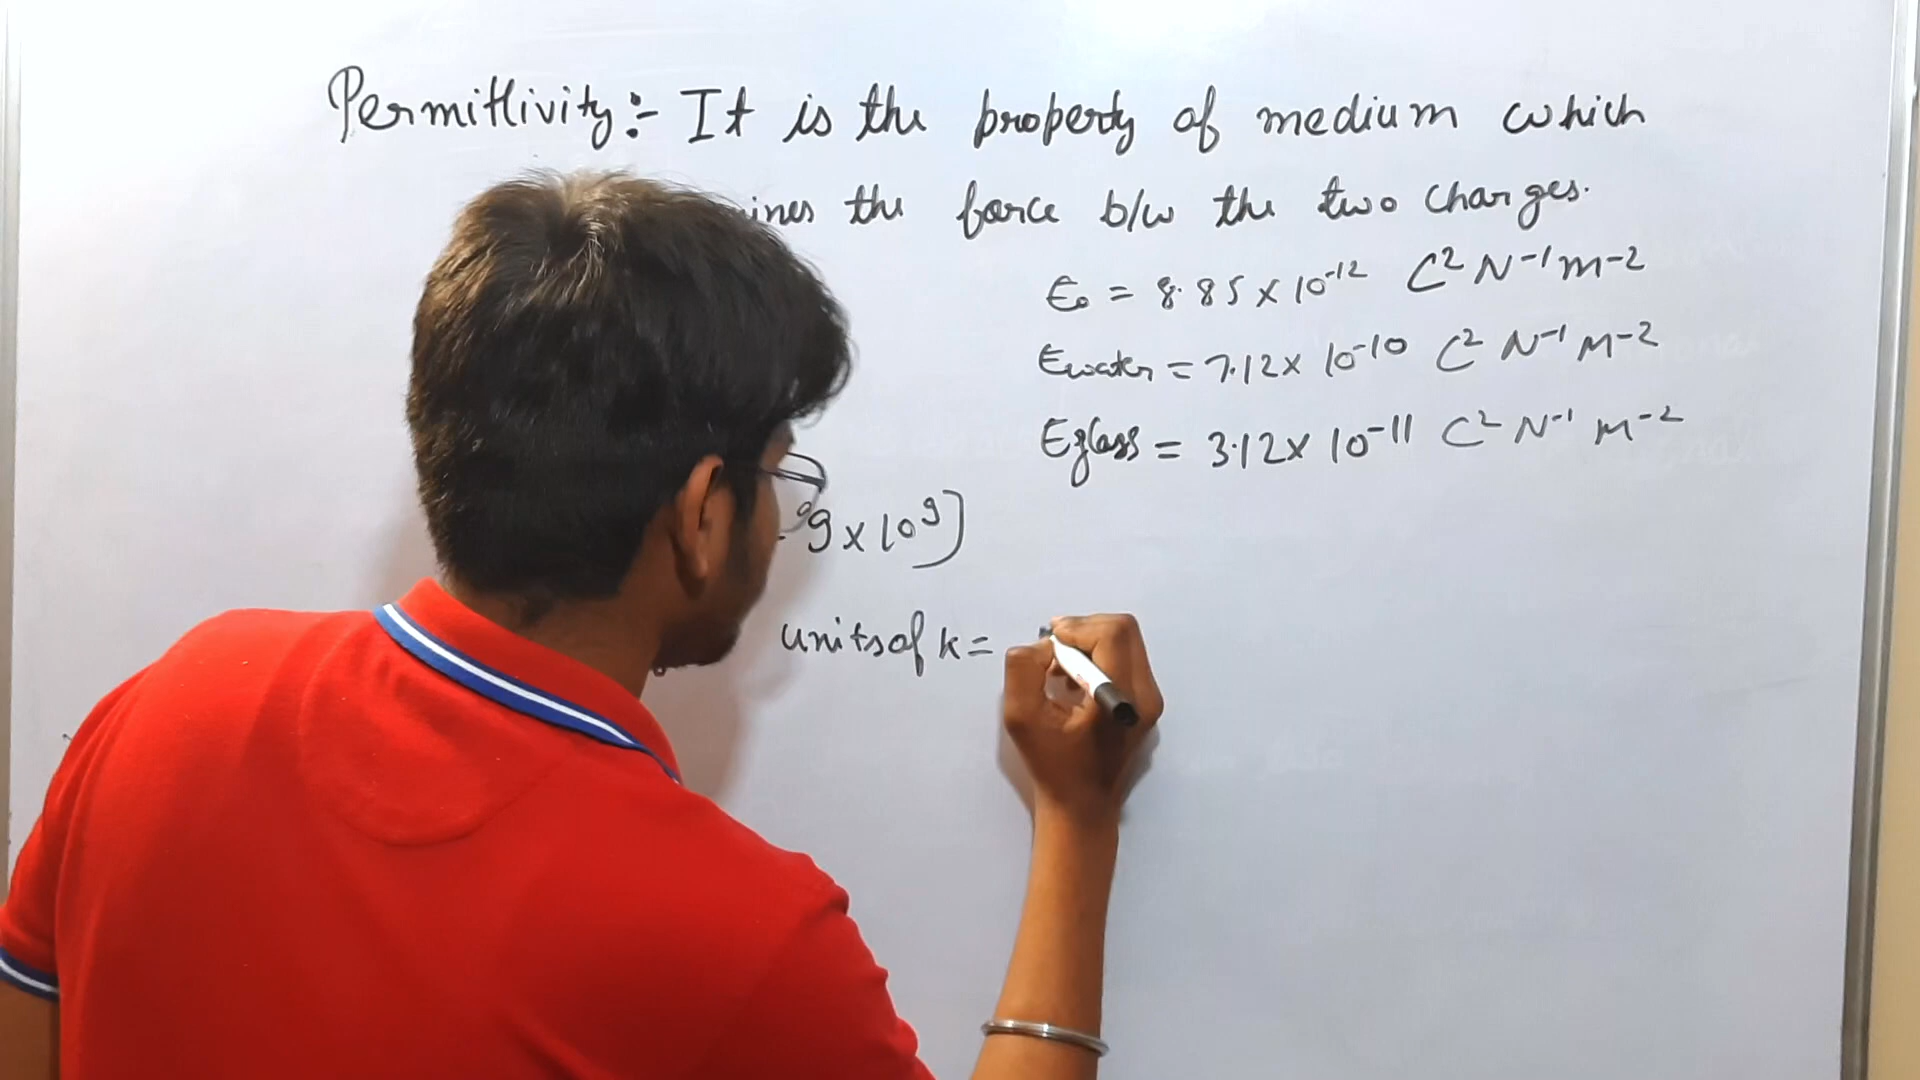 Permittivity:- It is the property of medium which
the force b/w the two charges.
ε₀ = 8.85 x 10⁻¹² C² N⁻¹ m⁻²
εwater = 7.12 x 10⁻¹⁰ C² N⁻¹ M⁻²
εglass = 3.12 x 10⁻¹¹ C² N⁻¹ M⁻²
9 x 10⁹]
units of k =